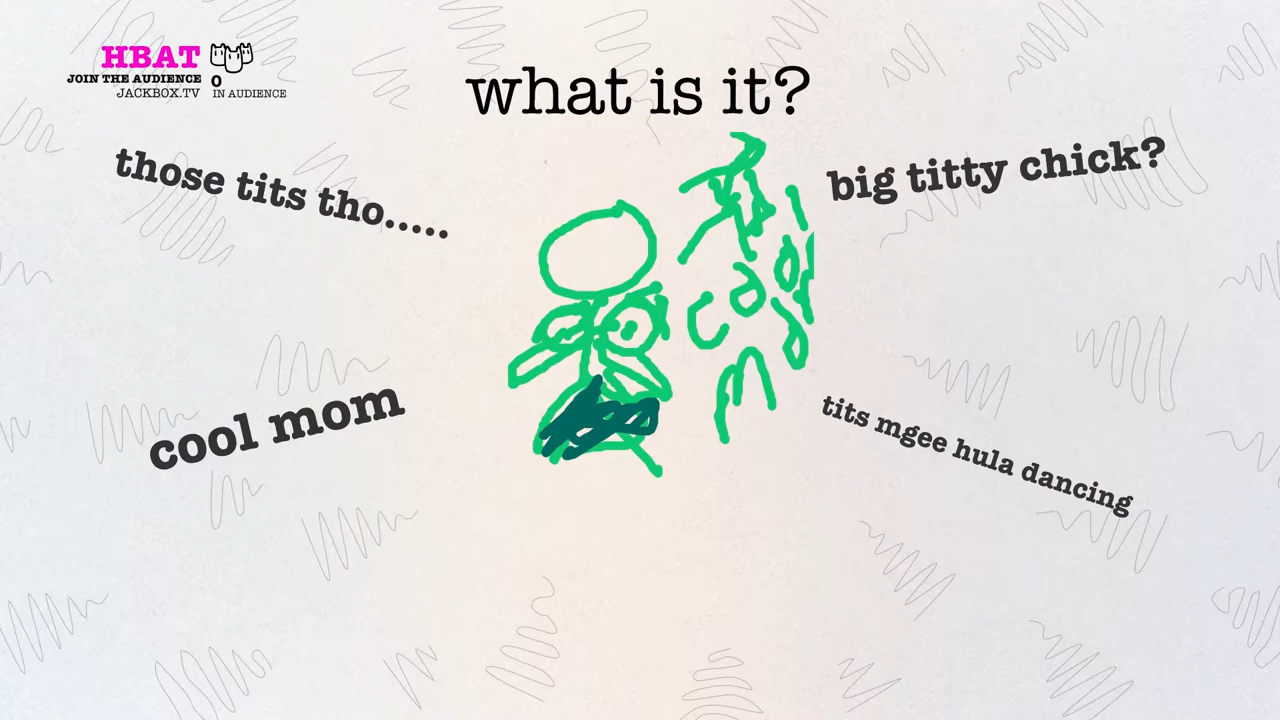 HBAT
JOIN THE AUDIENCE
JACKBOX.TV
0
IN AUDIENCE
what is it?
those tits tho.....
big titty chick?
cool mom
tits mgee hula dancing